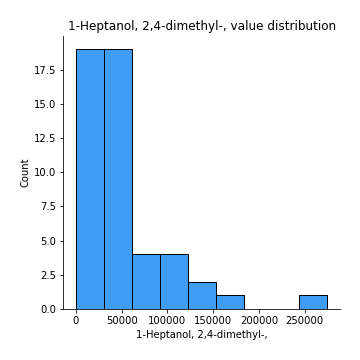 1-Heptanol, 2,4-dimethyl-, value distribution
17.5
15.0
12.5
10.0
7.5
5.0
2.5
0.0
Count
0 50000 100000 150000 200000 250000
1-Heptanol, 2,4-dimethyl-,